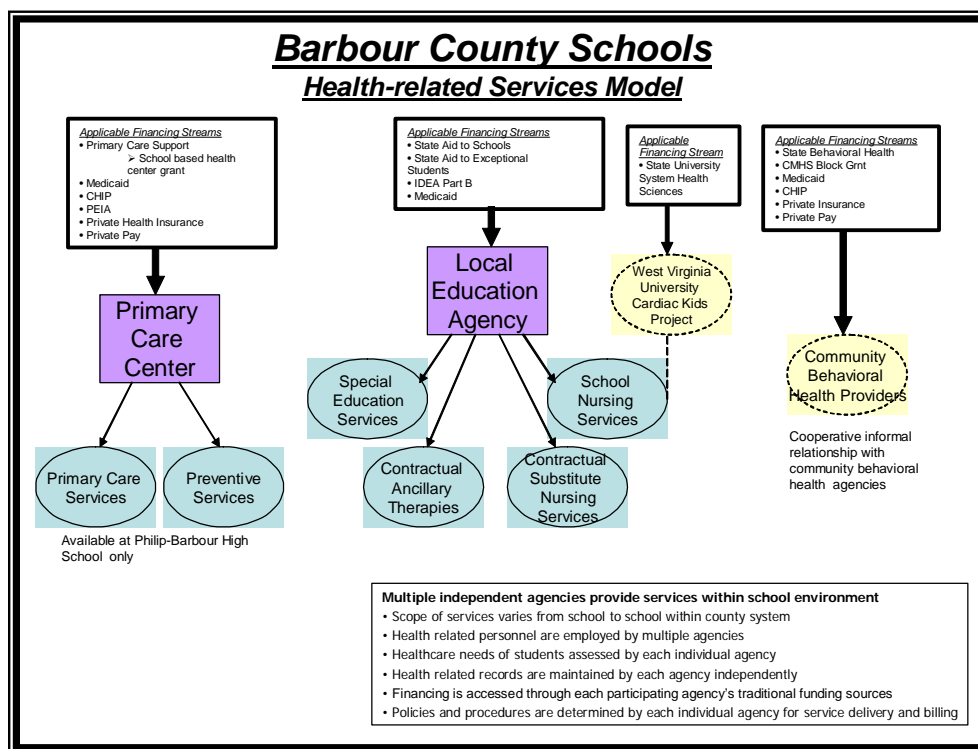 Barbour County Schools
Health-related Services Model
Applicable Financing Streams
• Primary Care Support
➢ School based health
center grant
• Medicaid
• CHIP
• PEIA
• Private Health Insurance
• Private Pay
Applicable Financing Streams
• State Aid to Schools
• State Aid to Exceptional
Students
• IDEA Part B
• Medicaid
Applicable
Financing Stream
• State University
System Health
Sciences
Applicable Financing Streams
• State Behavioral Health
• CMHS Block Grnt
• Medicaid
• CHIP
• Private Insurance
• Private Pay
Primary
Care
Center
Local
Education
Agency
West Virginia
University
Cardiac Kids
Project
Community
Behavioral
Health Providers
Special
Education
Services
School
Nursing
Services
Primary Care
Services
Preventive
Services
Contractual
Ancillary
Therapies
Contractual
Substitute
Nursing
Services
Cooperative informal
relationship with
community behavioral
health agencies
Available at Philip-Barbour High
School only
Multiple independent agencies provide services within school environment
• Scope of services varies from school to school within county system
• Health related personnel are employed by multiple agencies
• Healthcare needs of students assessed by each individual agency
• Health related records are maintained by each agency independently
• Financing is accessed through each participating agency's traditional funding sources
• Policies and procedures are determined by each individual agency for service delivery and billing